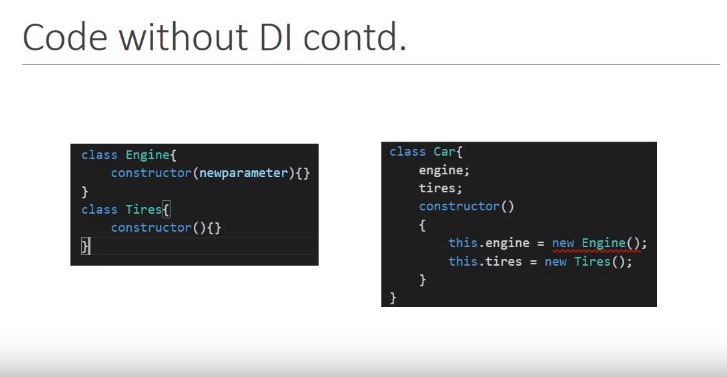 Code without DI contd.
class Engine{
constructor(newparameter){}
}
class Tires{
constructor(){}
}
class Car{
engine;
tires;
constructor()
{
this.engine = new Engine();
this.tires = new Tires();
}
}